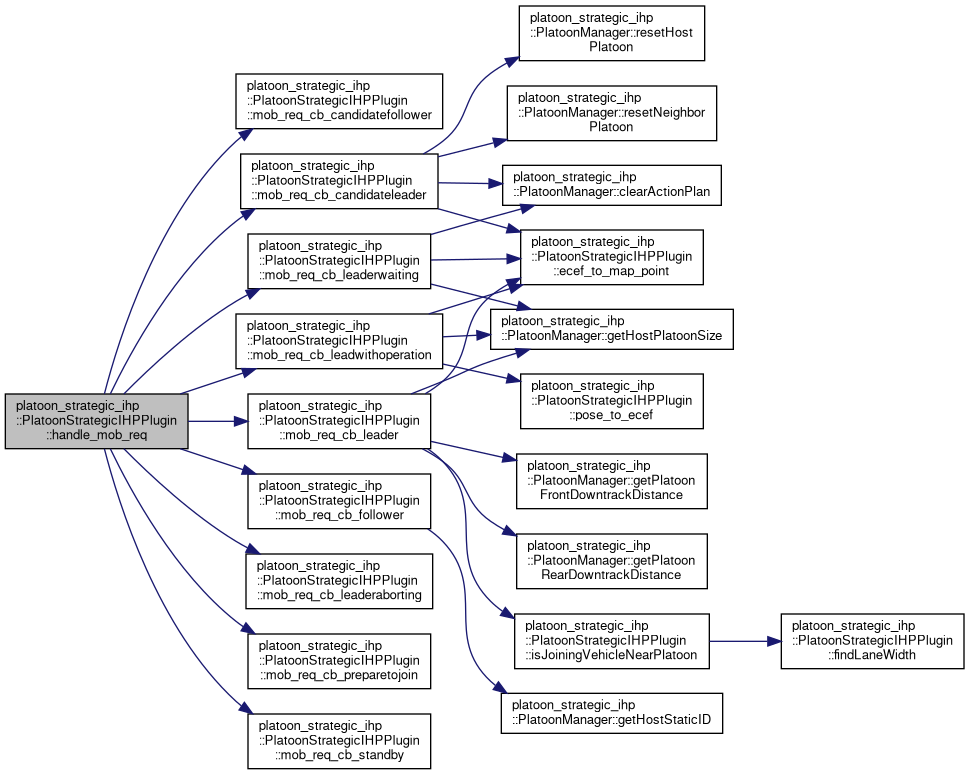 platoon_strategic_ihp
::PlatoonStrategicIHPPlugin
::handle_mob_req
platoon_strategic_ihp
::PlatoonStrategicIHPPlugin
::mob_req_cb_candidatefollower
platoon_strategic_ihp
::PlatoonStrategicIHPPlugin
::mob_req_cb_candidateleader
platoon_strategic_ihp
::PlatoonStrategicIHPPlugin
::mob_req_cb_leaderwaiting
platoon_strategic_ihp
::PlatoonStrategicIHPPlugin
::mob_req_cb_leadwithoperation
platoon_strategic_ihp
::PlatoonStrategicIHPPlugin
::mob_req_cb_leader
platoon_strategic_ihp
::PlatoonStrategicIHPPlugin
::mob_req_cb_follower
platoon_strategic_ihp
::PlatoonStrategicIHPPlugin
::mob_req_cb_leaderaborting
platoon_strategic_ihp
::PlatoonStrategicIHPPlugin
::mob_req_cb_preparetojoin
platoon_strategic_ihp
::PlatoonStrategicIHPPlugin
::mob_req_cb_standby
platoon_strategic_ihp
::PlatoonManager::resetHost
Platoon
platoon_strategic_ihp
::PlatoonManager::resetNeighbor
Platoon
platoon_strategic_ihp
::PlatoonManager::clearActionPlan
platoon_strategic_ihp
::PlatoonStrategicIHPPlugin
::ecef_to_map_point
platoon_strategic_ihp
::PlatoonManager::getHostPlatoonSize
platoon_strategic_ihp
::PlatoonStrategicIHPPlugin
::pose_to_ecef
platoon_strategic_ihp
::PlatoonManager::getPlatoon
FrontDowntrackDistance
platoon_strategic_ihp
::PlatoonManager::getPlatoon
RearDowntrackDistance
platoon_strategic_ihp
::PlatoonStrategicIHPPlugin
::isJoiningVehicleNearPlatoon
platoon_strategic_ihp
::PlatoonManager::getHostStaticID
platoon_strategic_ihp
::PlatoonStrategicIHPPlugin
::findLaneWidth